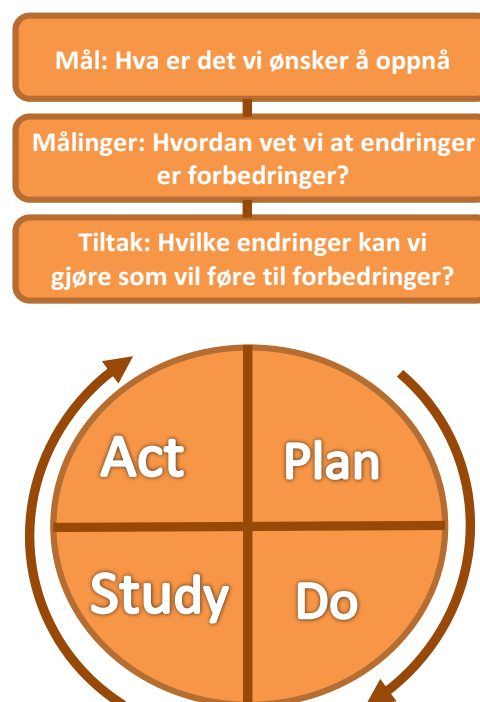 Mål: Hva er det vi ønsker å oppnå
Målinger: Hvordan vet vi at endringer
er forbedringer?
Tiltak: Hvilke endringer kan vi
gjøre som vil føre til forbedringer?
Act
Plan
Study
Do